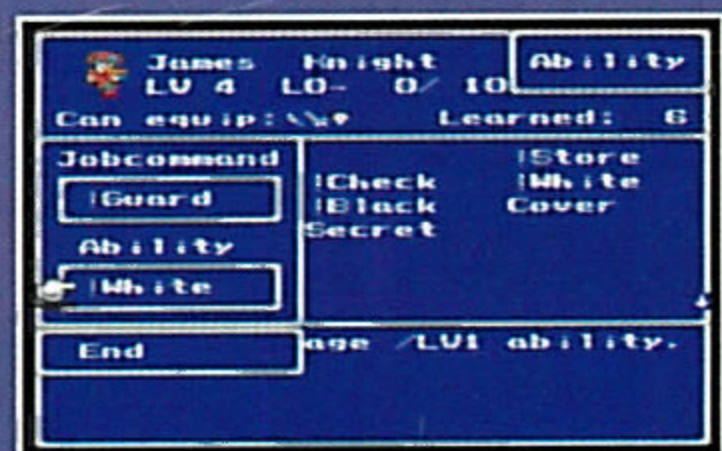 James Knight
Ability
LV 4 LO- 0/ 10
Can equip: Learned: 6
Jobcommand
!Guard
Ability
!White
!Store
!Check !White
!Black Cover
Secret
End
age /LV1 ability.